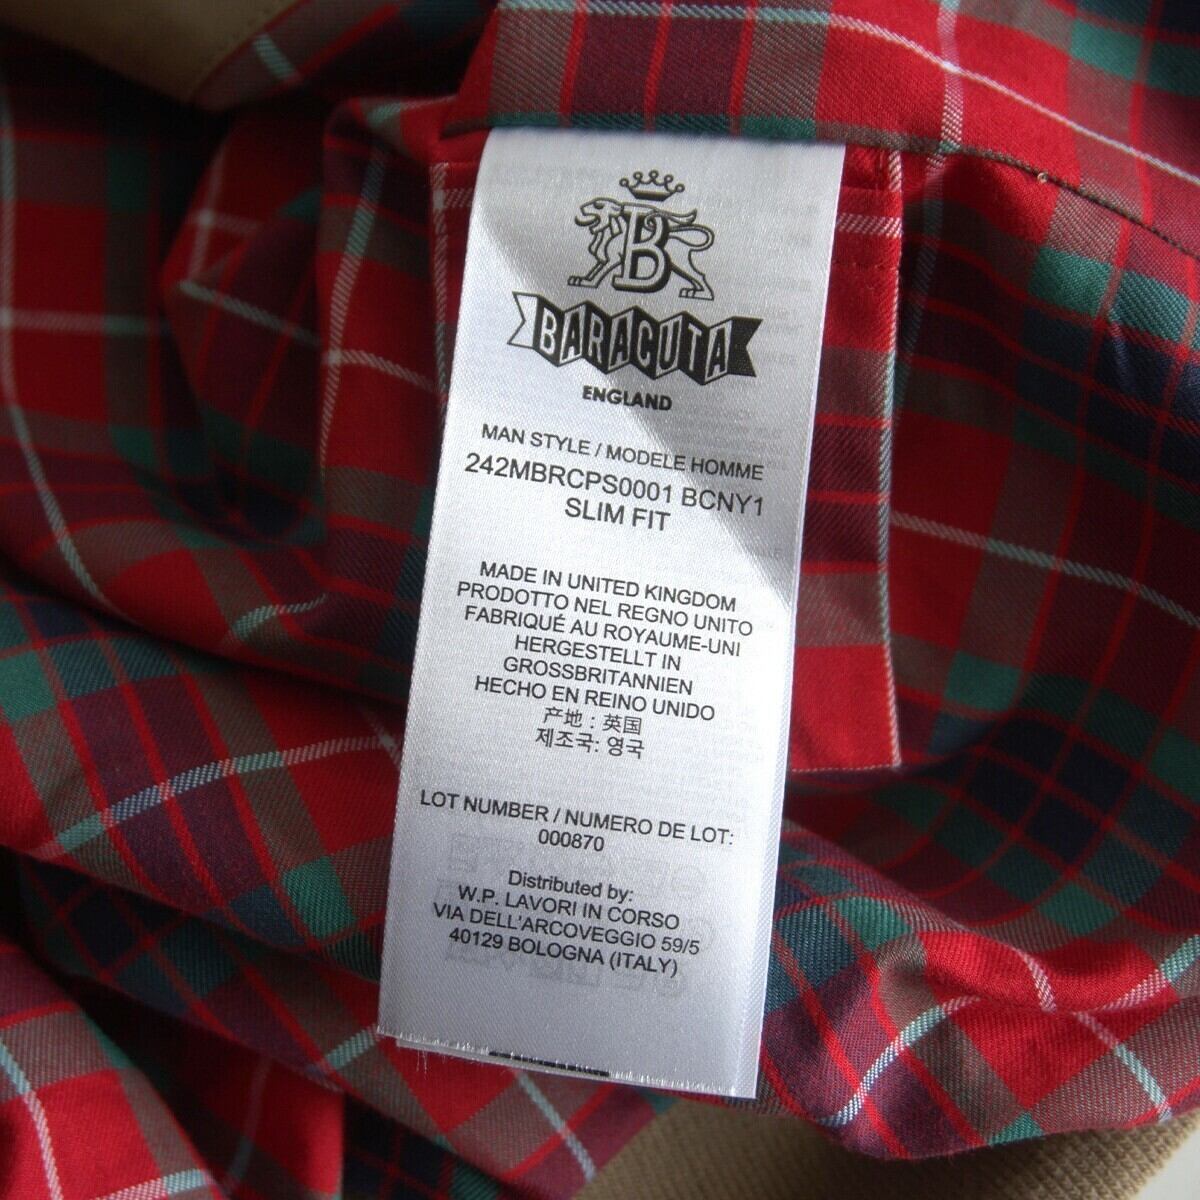 B
BARACUTA
ENGLAND
MAN STYLE / MODELE HOMME
242MBRCPS0001 BCNY1
SLIM FIT
MADE IN UNITED KINGDOM
PRODOTTO NEL REGNO UNITO
FABRIQUÉ AU ROYAUME-UNI
HERGESTELLT IN
GROSSBRITANNIEN
HECHO EN REINO UNIDO
产地：英国
제조국: 영국
LOT NUMBER / NUMERO DE LOT:
000870
Distributed by:
W.P. LAVORI IN CORSO
VIA DELL'ARCOVEGGIO 59/5
40129 BOLOGNA (ITALY)